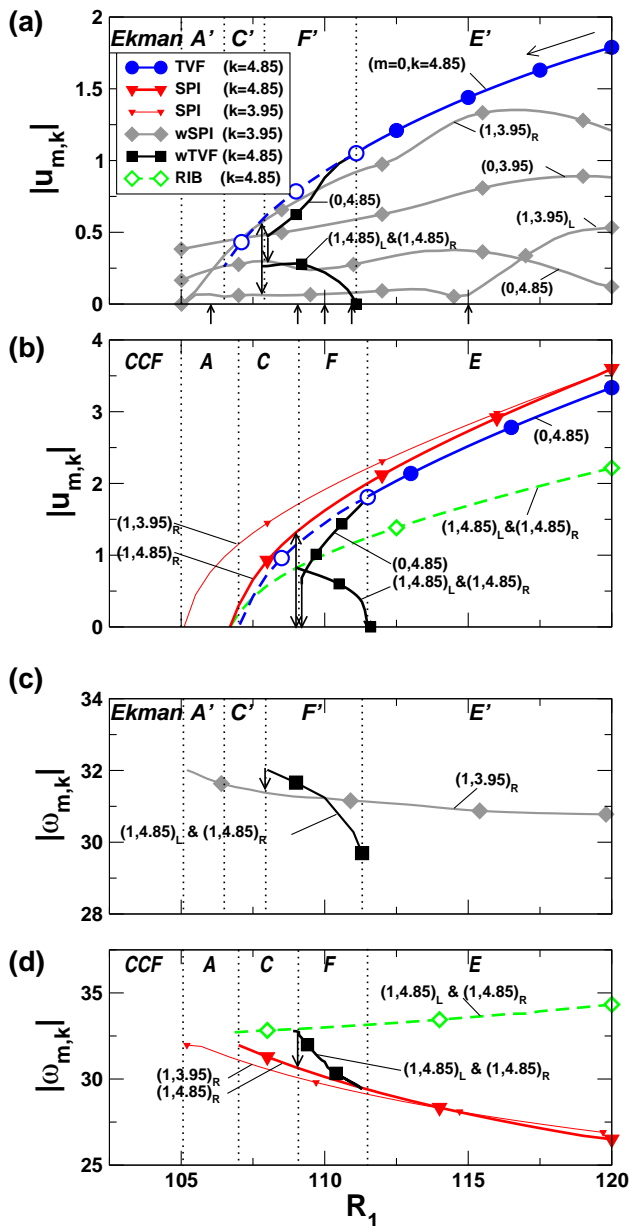 (a)
Ekman A' C' F' E'
TVF (k=4.85)
SPI (k=4.85)
SPI (k=3.95)
wSPI (k=3.95)
wTVF (k=4.85)
RIB (k=4.85)
(m=0,k=4.85)
(1,3.95)R
(0,3.95)
(0,4.85)
(1,3.95)L
(1,4.85)L&(1,4.85)R
(0,4.85)
|um,k|
2
1.5
1
0.5
0
(b)
CCF A C F E
(0,4.85)
(1,3.95)R
(1,4.85)R
(1,4.85)L&(1,4.85)R
(0,4.85)
(1,4.85)L&(1,4.85)R
|um,k|
4
3
2
1
0
(c)
Ekman A' C' F' E'
(1,3.95)R
(1,4.85)L & (1,4.85)R
|ωm,k|
34
32
30
28
(d)
CCF A C F E
(1,4.85)L & (1,4.85)R
(1,4.85)L & (1,4.85)R
(1,3.95)R
(1,4.85)R
|ωm,k|
35
30
25
105 110 115 120
R1